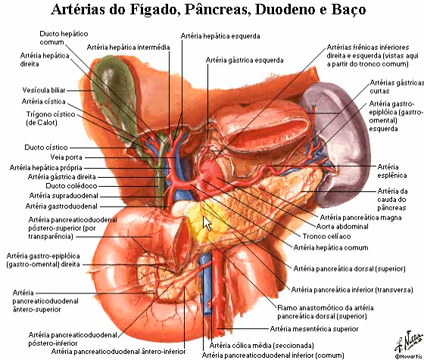 Artérias do Fígado, Pâncreas, Duodeno e Baço
Ducto hepático
comum
Artéria hepática intermédia
Artéria hepática
direita
Vesícula biliar
Artéria cística
Trígono cístico
(de Calot)
Ducto cístico
Veia porta
Artéria hepática própria
Artéria gástrica direita
Ducto colédoco
Artéria supraduodenal
Artéria gastroduodenal
Artéria pancreaticoduodenal
póstero-superior (por
transparência)
Artéria gastro-epiplóica
(gastro-omental) direita
Artéria
pancreaticoduodenal
ântero-superior
Artéria
pancreaticoduodenal
póstero-inferior
Artéria pancreaticoduodenal ântero-inferior
Artéria hepática esquerda
Artéria gástrica esquerda
Artérias frênicas inferiores
direita e esquerda (vistas aqui
a partir do tronco comum)
Artérias gástricas
curtas
Artéria gastro-
epiplóica (gastro-
omental)
esquerda
Artéria
esplênica
Artéria da
cauda do
pâncreas
Artéria pancreática magna
Aorta abdominal
Tronco celíaco
Artéria hepática comum
Artéria pancreática dorsal (superior)
Artéria pancreática inferior (transversa)
Ramo anastomótico da artéria
pancreática dorsal (superior)
Artéria mesentérica superior
Artéria cólica média (seccionada)
Artéria pancreaticoduodenal inferior (comum)
©Novartis